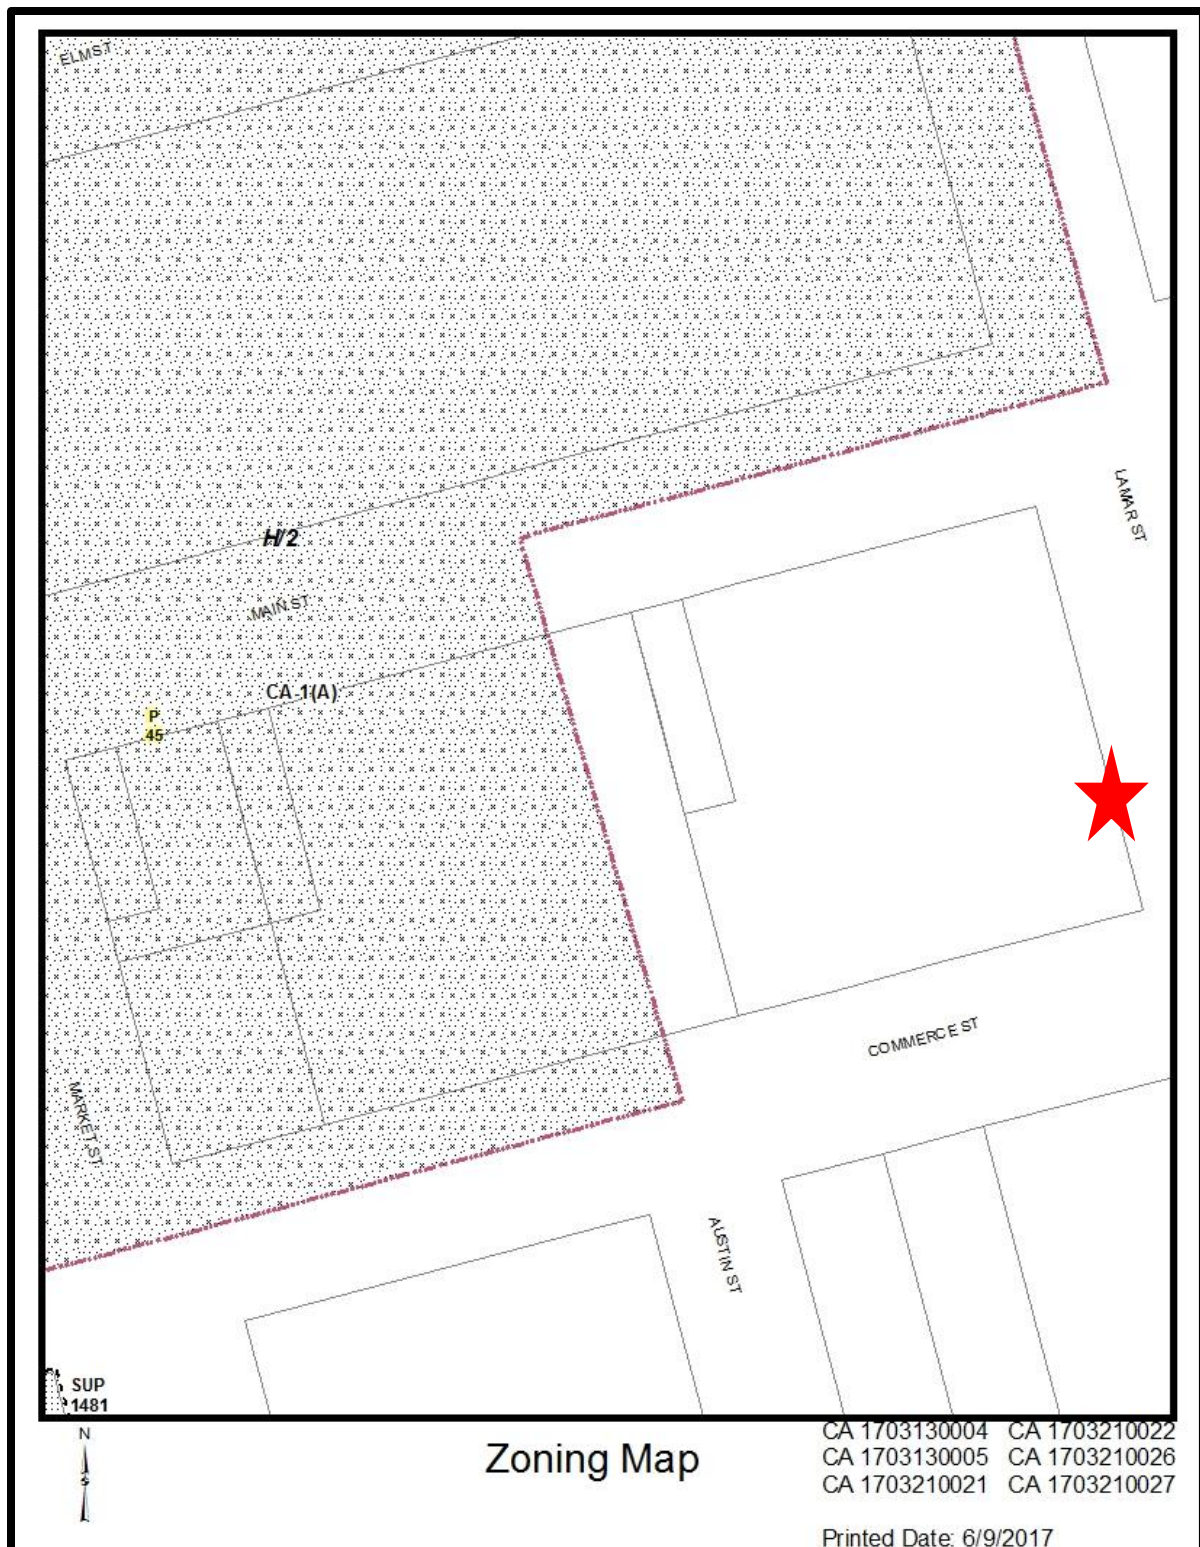 ELM ST
LAMAR ST
H/2
MAIN ST
CA-1(A)
P
45
COMMERCE ST
MARKET ST
AUSTIN ST
SUP
1481
N
S
Zoning Map
CA 1703130004 CA 1703210022
CA 1703130005 CA 1703210026
CA 1703210021 CA 1703210027
Printed Date: 6/9/2017